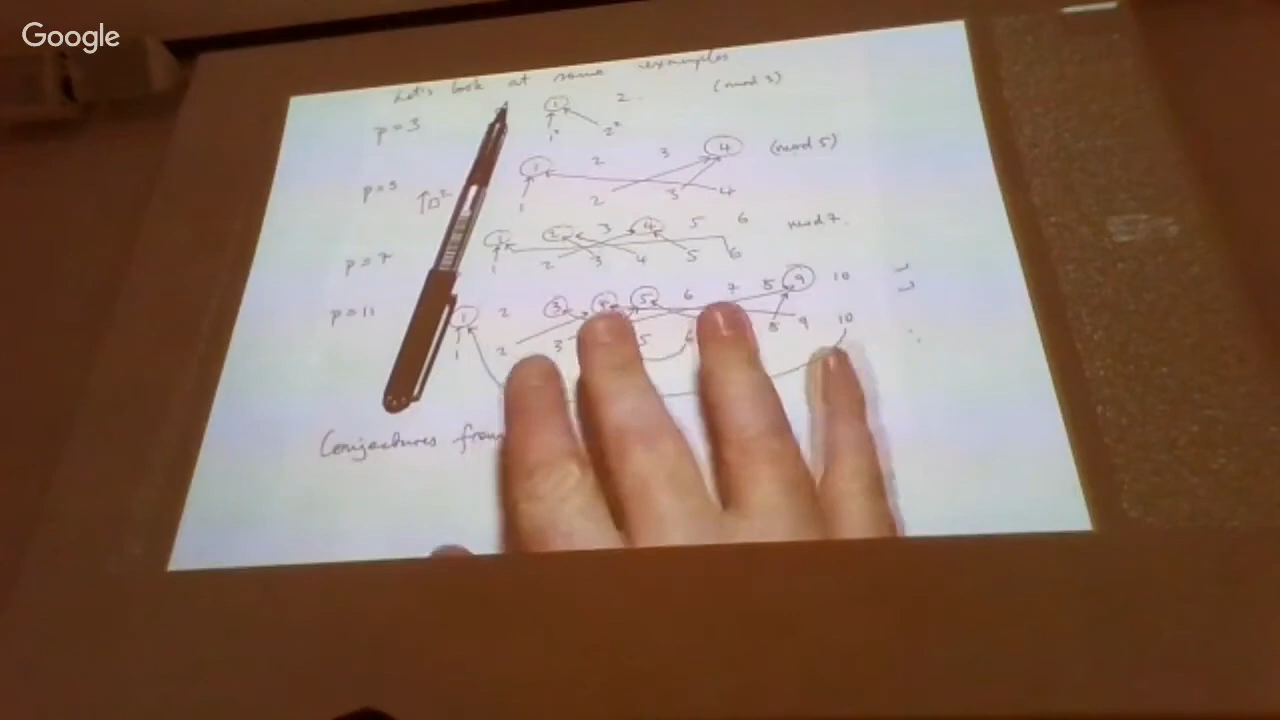 Google
Let's look at some examples
p=3 ① 2 (mod 3)
1² 2²
p=5 ↑□² ① 2 3 ④ (mod 5)
1 2 3 4
p=7 ① ② 3 ④ 5 6 mod 7.
1 2 3 4 5 6
p=11 ① 2 ③ ④ ⑤ 6 7 8 ⑨ 10
1 2 3 5 6 8 9 10
Conjectures from